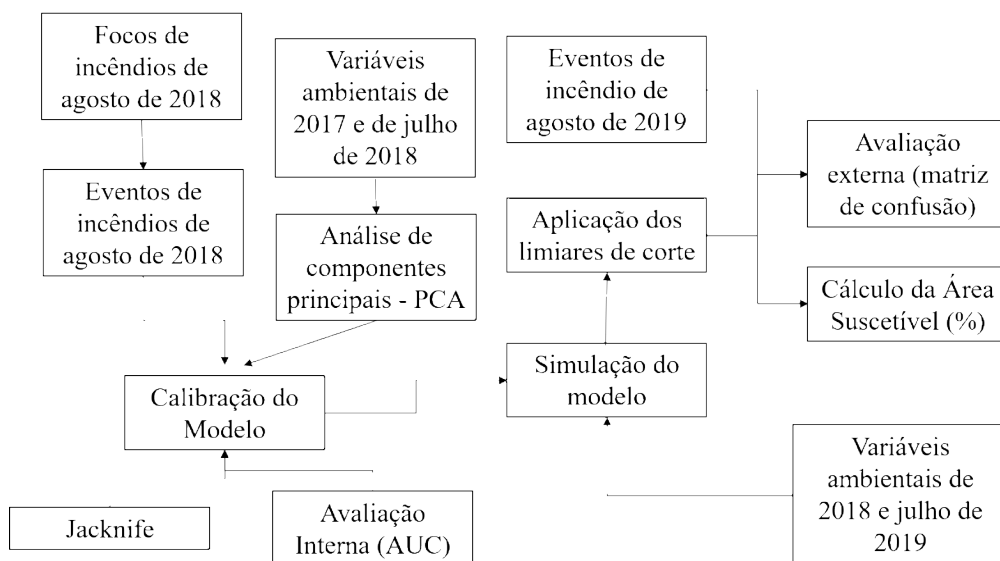 Focos de
incêndios de
agosto de 2018
Eventos de
incêndios de
agosto de 2018
Variáveis
ambientais de
2017 e de julho
de 2018
Análise de
componentes
principais - PCA
Calibração do
Modelo
Jacknife
Avaliação
Interna (AUC)
Eventos de
incêndio de
agosto de 2019
Aplicação dos
limiares de corte
Simulação do
modelo
Avaliação
externa (matriz
de confusão)
Cálculo da Área
Suscetível (%)
Variáveis
ambientais de
2018 e julho de
2019